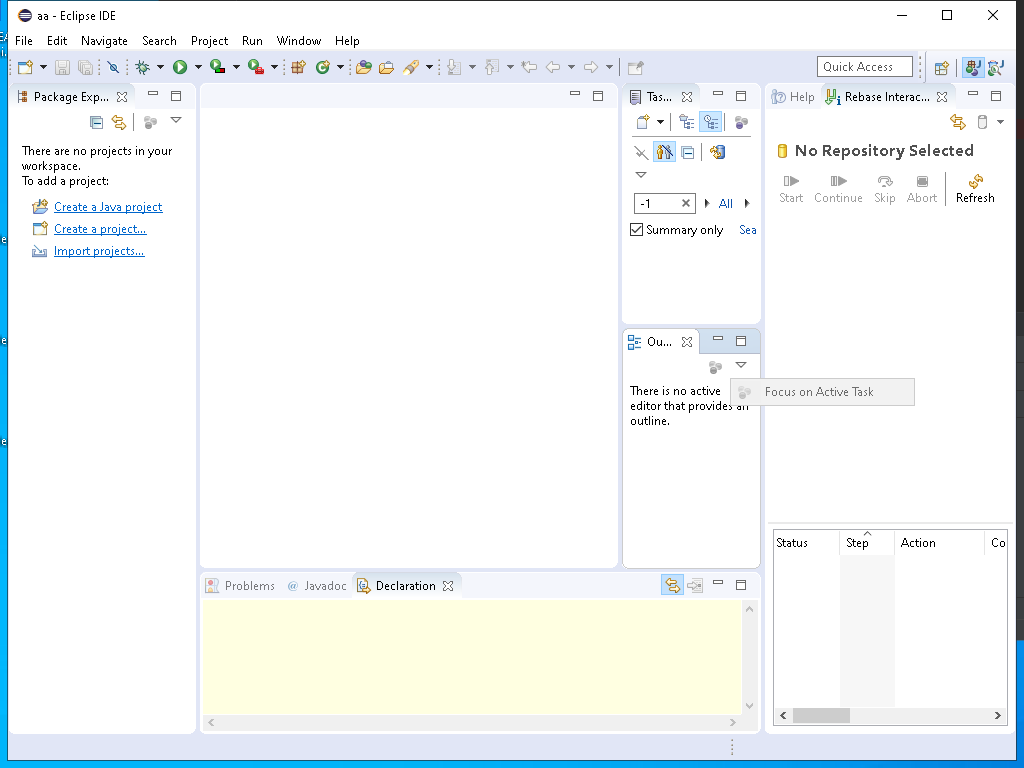 aa - Eclipse IDE
File Edit Navigate Search Project Run Window Help
Quick Access
Package Exp...
There are no projects in your
workspace.
To add a project:
Create a Java project
Create a project...
Import projects...
Tas...
-1
All
Summary only
Sea
Ou...
There is no active
editor that provides an
outline.
Focus on Active Task
Help
Rebase Interac...
No Repository Selected
Start Continue Skip Abort Refresh
Status Step Action Co
Problems
@ Javadoc
Declaration